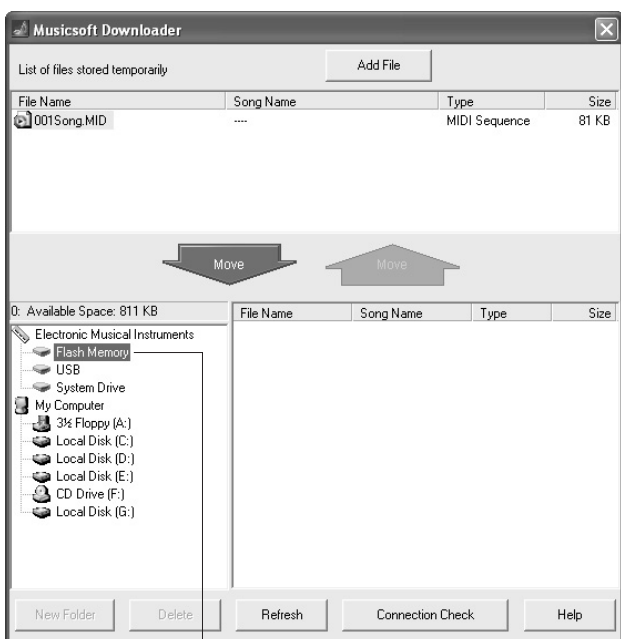 Musicsoft Downloader
List of files stored temporarily
Add File
File Name Song Name Type Size
001Song.MID ---- MIDI Sequence 81 KB
Move
Move
0: Available Space: 811 KB
File Name Song Name Type Size
Electronic Musical Instruments
Flash Memory
USB
System Drive
My Computer
3½ Floppy (A:)
Local Disk (C:)
Local Disk (D:)
Local Disk (E:)
CD Drive (F:)
Local Disk (G:)
New Folder Delete Refresh Connection Check Help